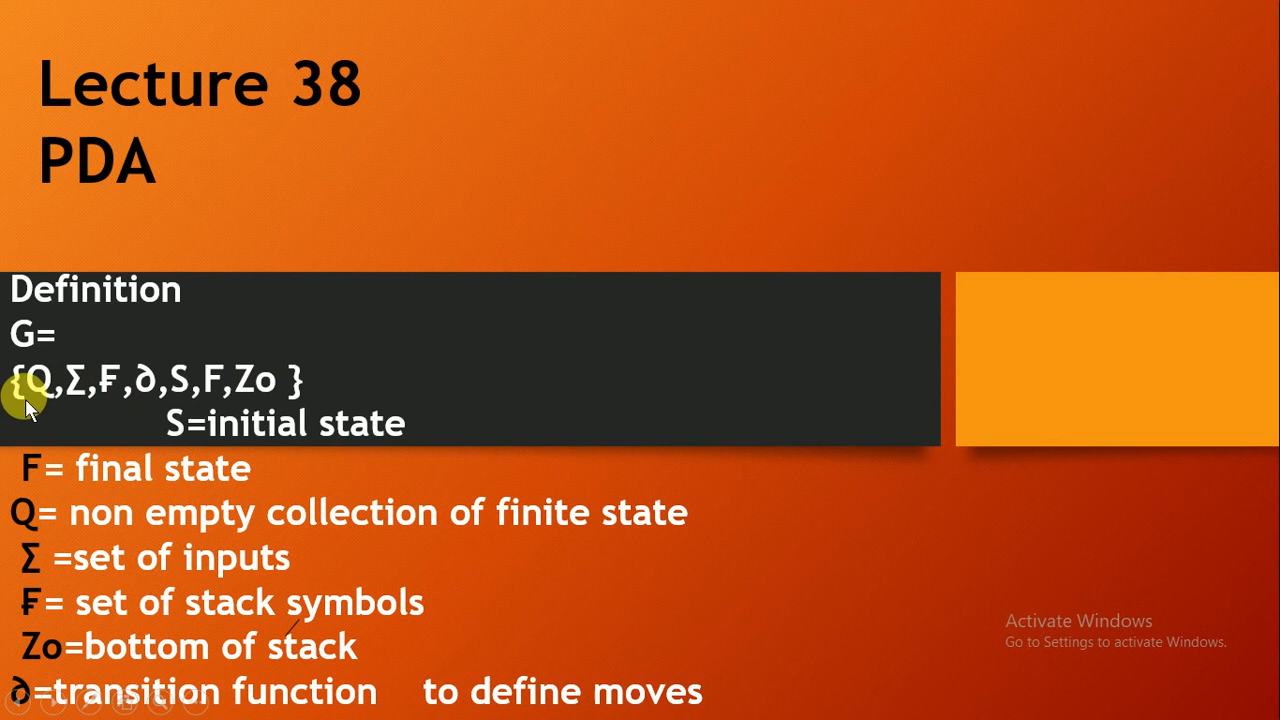 Lecture 38
PDA
Definition
G=
{Q,Σ,₣,∂,S,F,Zo }
S=initial state
F= final state
Q= non empty collection of finite state
Σ =set of inputs
₣= set of stack symbols
Zo=bottom of stack
∂=transition function to define moves
Activate Windows
Go to Settings to activate Windows.